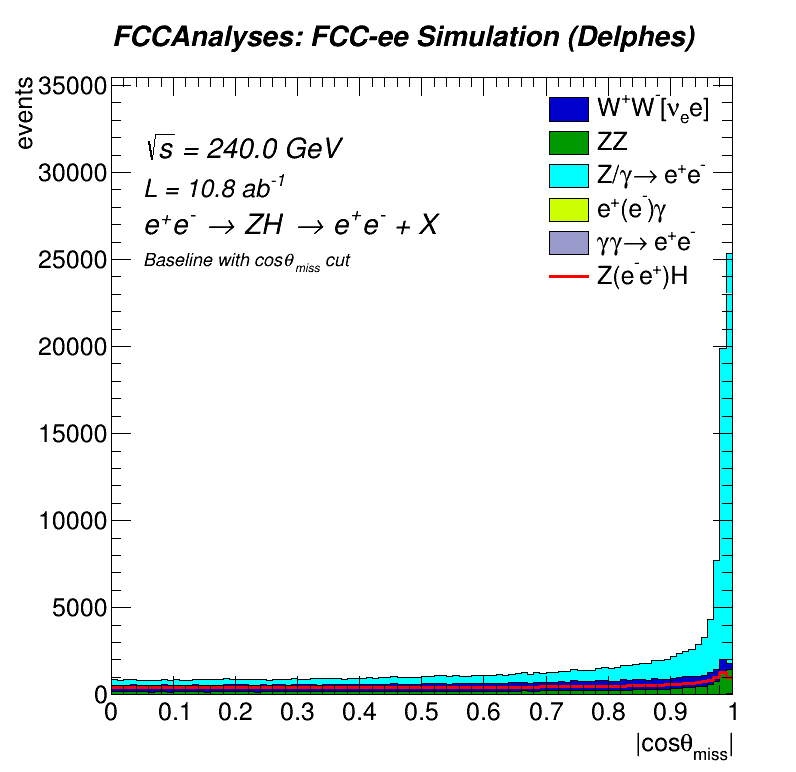 FCCAnalyses: FCC-ee Simulation (Delphes)
events
35000
30000
25000
20000
15000
10000
5000
0
√s = 240.0 GeV
L = 10.8 ab⁻¹
e⁺e⁻ → ZH → e⁺e⁻ + X
Baseline with cosθ_miss cut
W⁺W⁻[ν_e e]
ZZ
Z/γ→ e⁺e⁻
e⁺(e⁻)γ
γγ→ e⁺e⁻
Z(e⁻e⁺)H
0 0.1 0.2 0.3 0.4 0.5 0.6 0.7 0.8 0.9 1
|cosθ_miss|